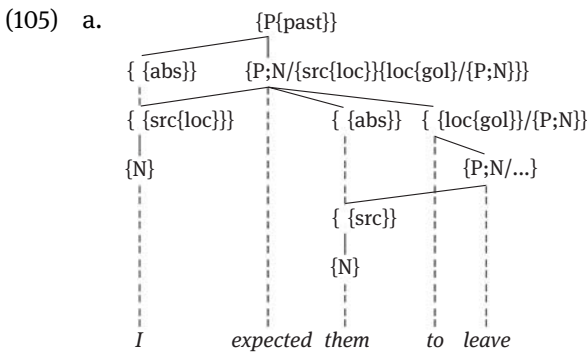 (105) a. {P{past}}
{ {abs}} {P;N/{src{loc}}{loc{gol}/{P;N}}}
{ {src{loc}}} { {abs}} { {loc{gol}}/{P;N}}
{N} {P;N/...}
{ {src}}
{N}
I expected them to leave